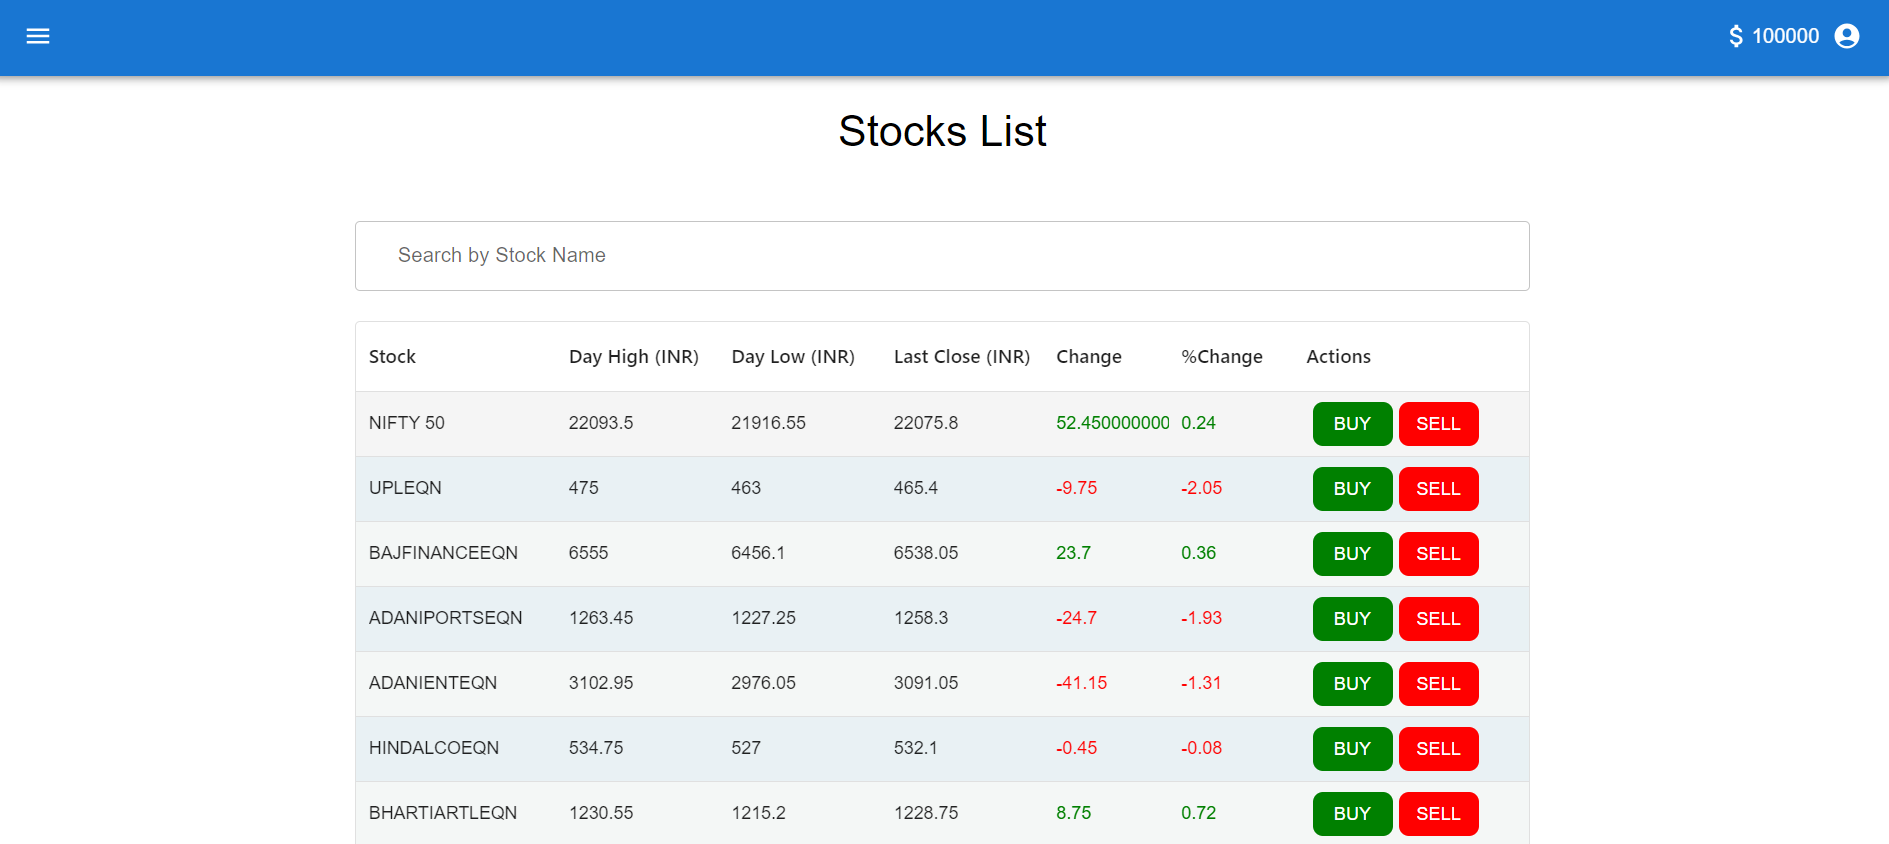 $ 100000
Stocks List
Search by Stock Name
Stock Day High (INR) Day Low (INR) Last Close (INR) Change %Change Actions
NIFTY 50 22093.5 21916.55 22075.8 52.450000000 0.24 BUY SELL
UPLEQN 475 463 465.4 -9.75 -2.05 BUY SELL
BAJFINANCEEQN 6555 6456.1 6538.05 23.7 0.36 BUY SELL
ADANIPORTSEQN 1263.45 1227.25 1258.3 -24.7 -1.93 BUY SELL
ADANIENTEQN 3102.95 2976.05 3091.05 -41.15 -1.31 BUY SELL
HINDALCOEQN 534.75 527 532.1 -0.45 -0.08 BUY SELL
BHARTIARTLEQN 1230.55 1215.2 1228.75 8.75 0.72 BUY SELL